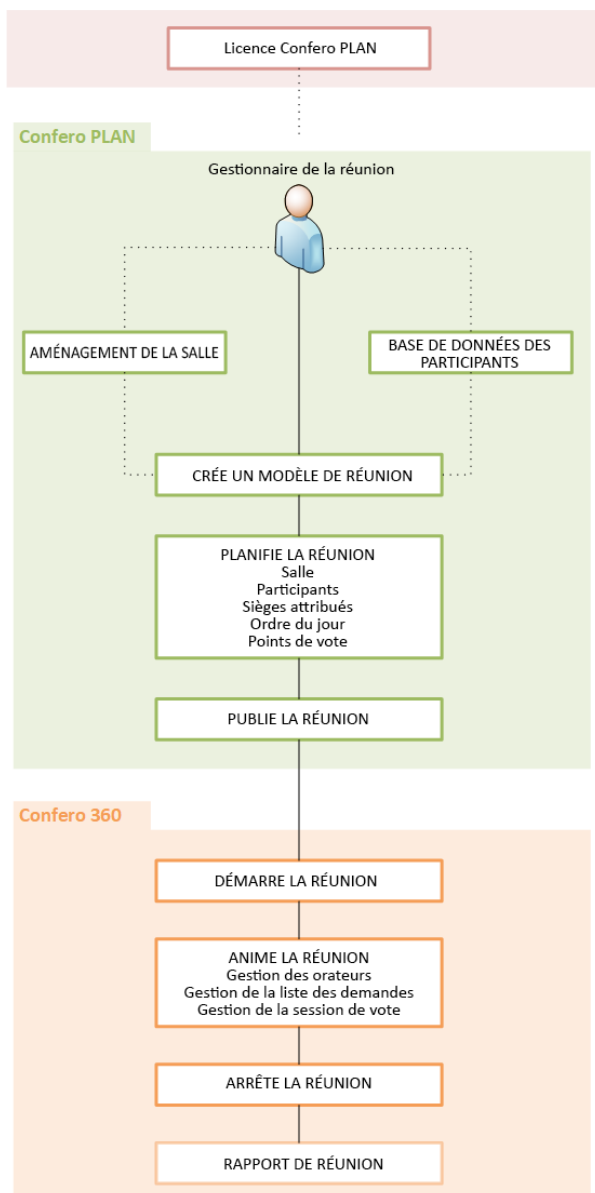 Licence Confero PLAN
Confero PLAN
Gestionnaire de la réunion
AMÉNAGEMENT DE LA SALLE
BASE DE DONNÉES DES
PARTICIPANTS
CRÉE UN MODÈLE DE RÉUNION
PLANIFIE LA RÉUNION
Salle
Participants
Sièges attribués
Ordre du jour
Points de vote
PUBLIE LA RÉUNION
Confero 360
DÉMARRE LA RÉUNION
ANIME LA RÉUNION
Gestion des orateurs
Gestion de la liste des demandes
Gestion de la session de vote
ARRÊTE LA RÉUNION
RAPPORT DE RÉUNION